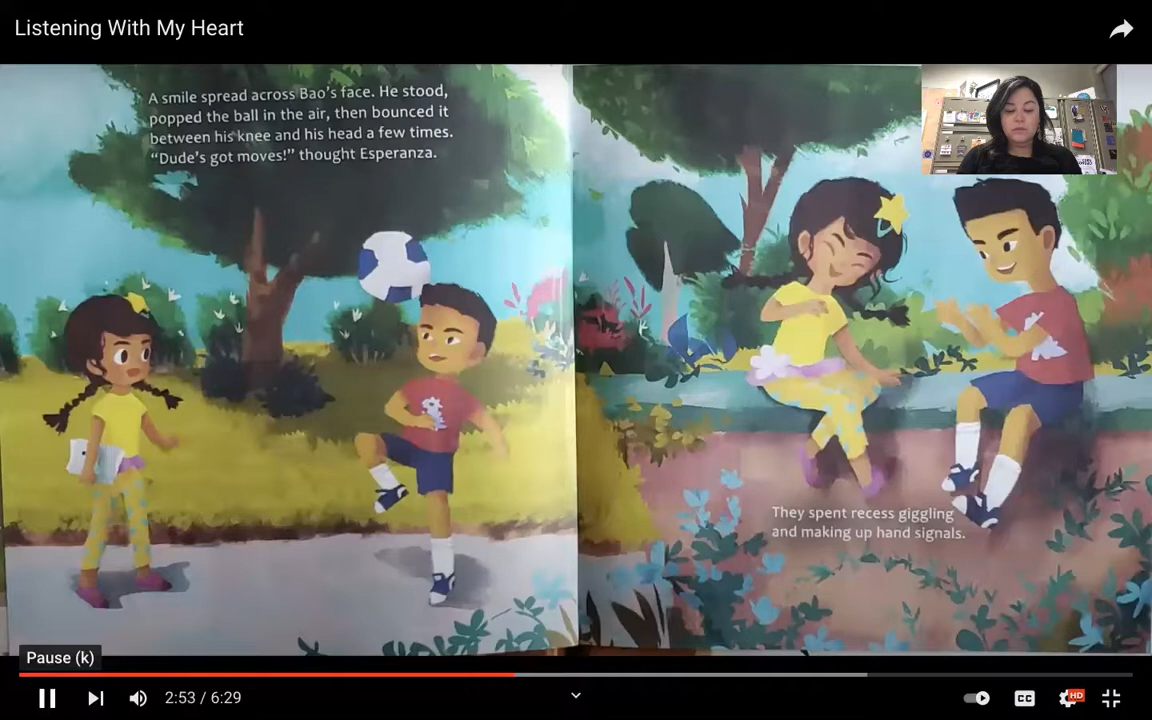 Listening With My Heart
A smile spread across Bao's face. He stood,
popped the ball in the air, then bounced it
between his knee and his head a few times.
“Dude's got moves!” thought Esperanza.
They spent recess giggling
and making up hand signals.
Pause (k)
2:53 / 6:29
CC
HD